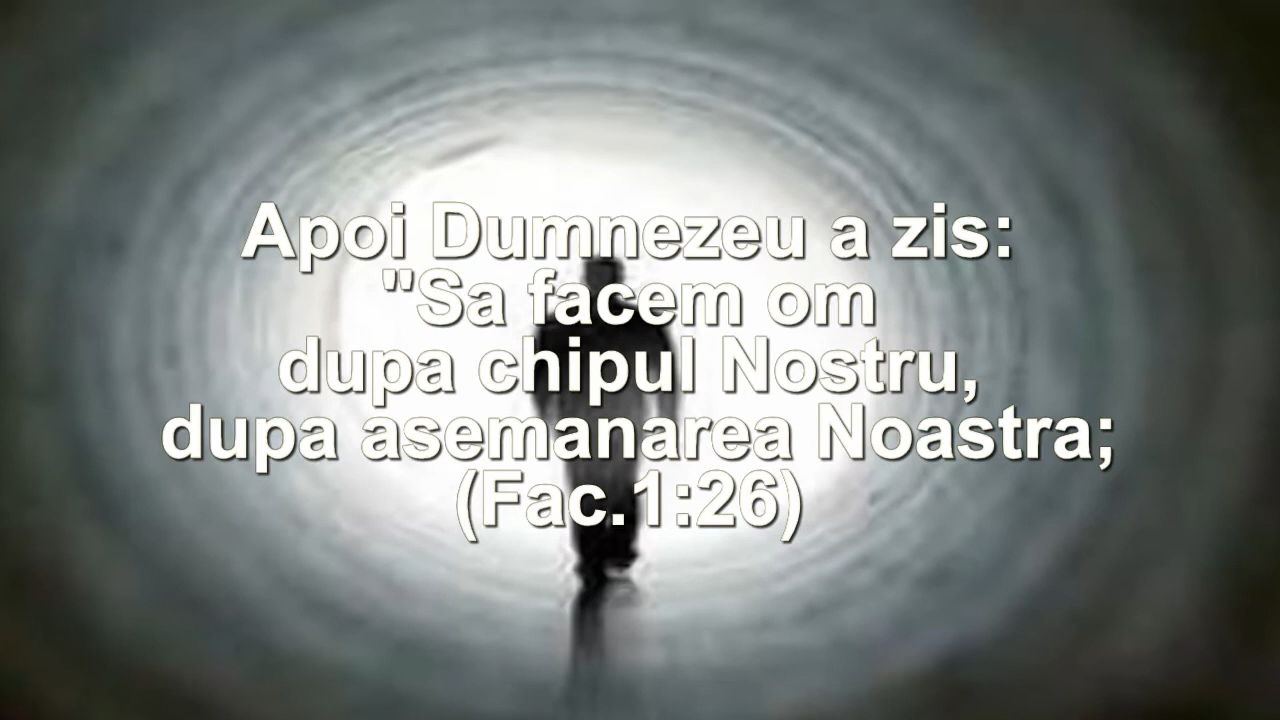 Apoi Dumnezeu a zis:
"Sa facem om
dupa chipul Nostru,
dupa asemanarea Noastra;
(Fac.1:26)